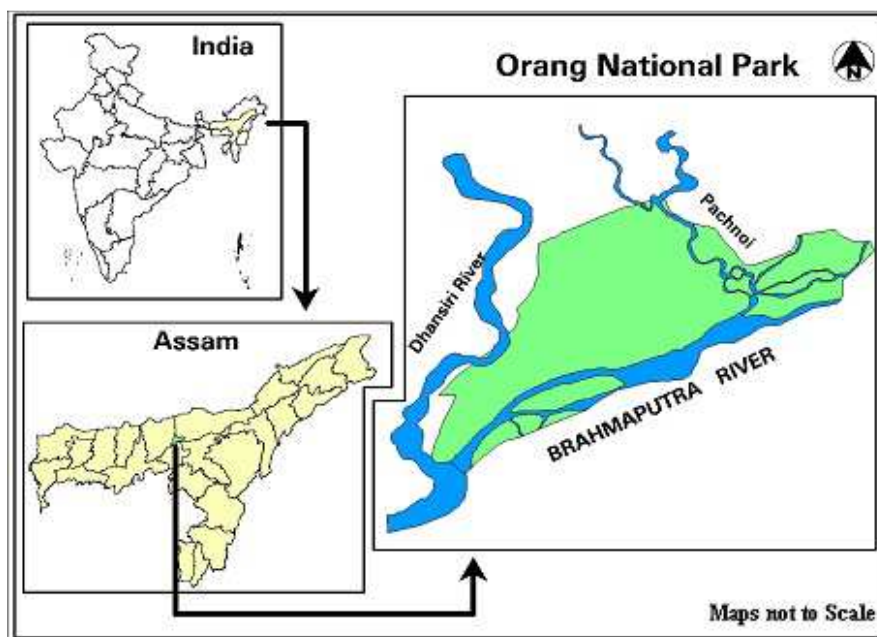 India
Orang National Park
N
Dhansiri River
Pachnoi
Assam
BRAHMAPUTRA RIVER
Maps not to Scale